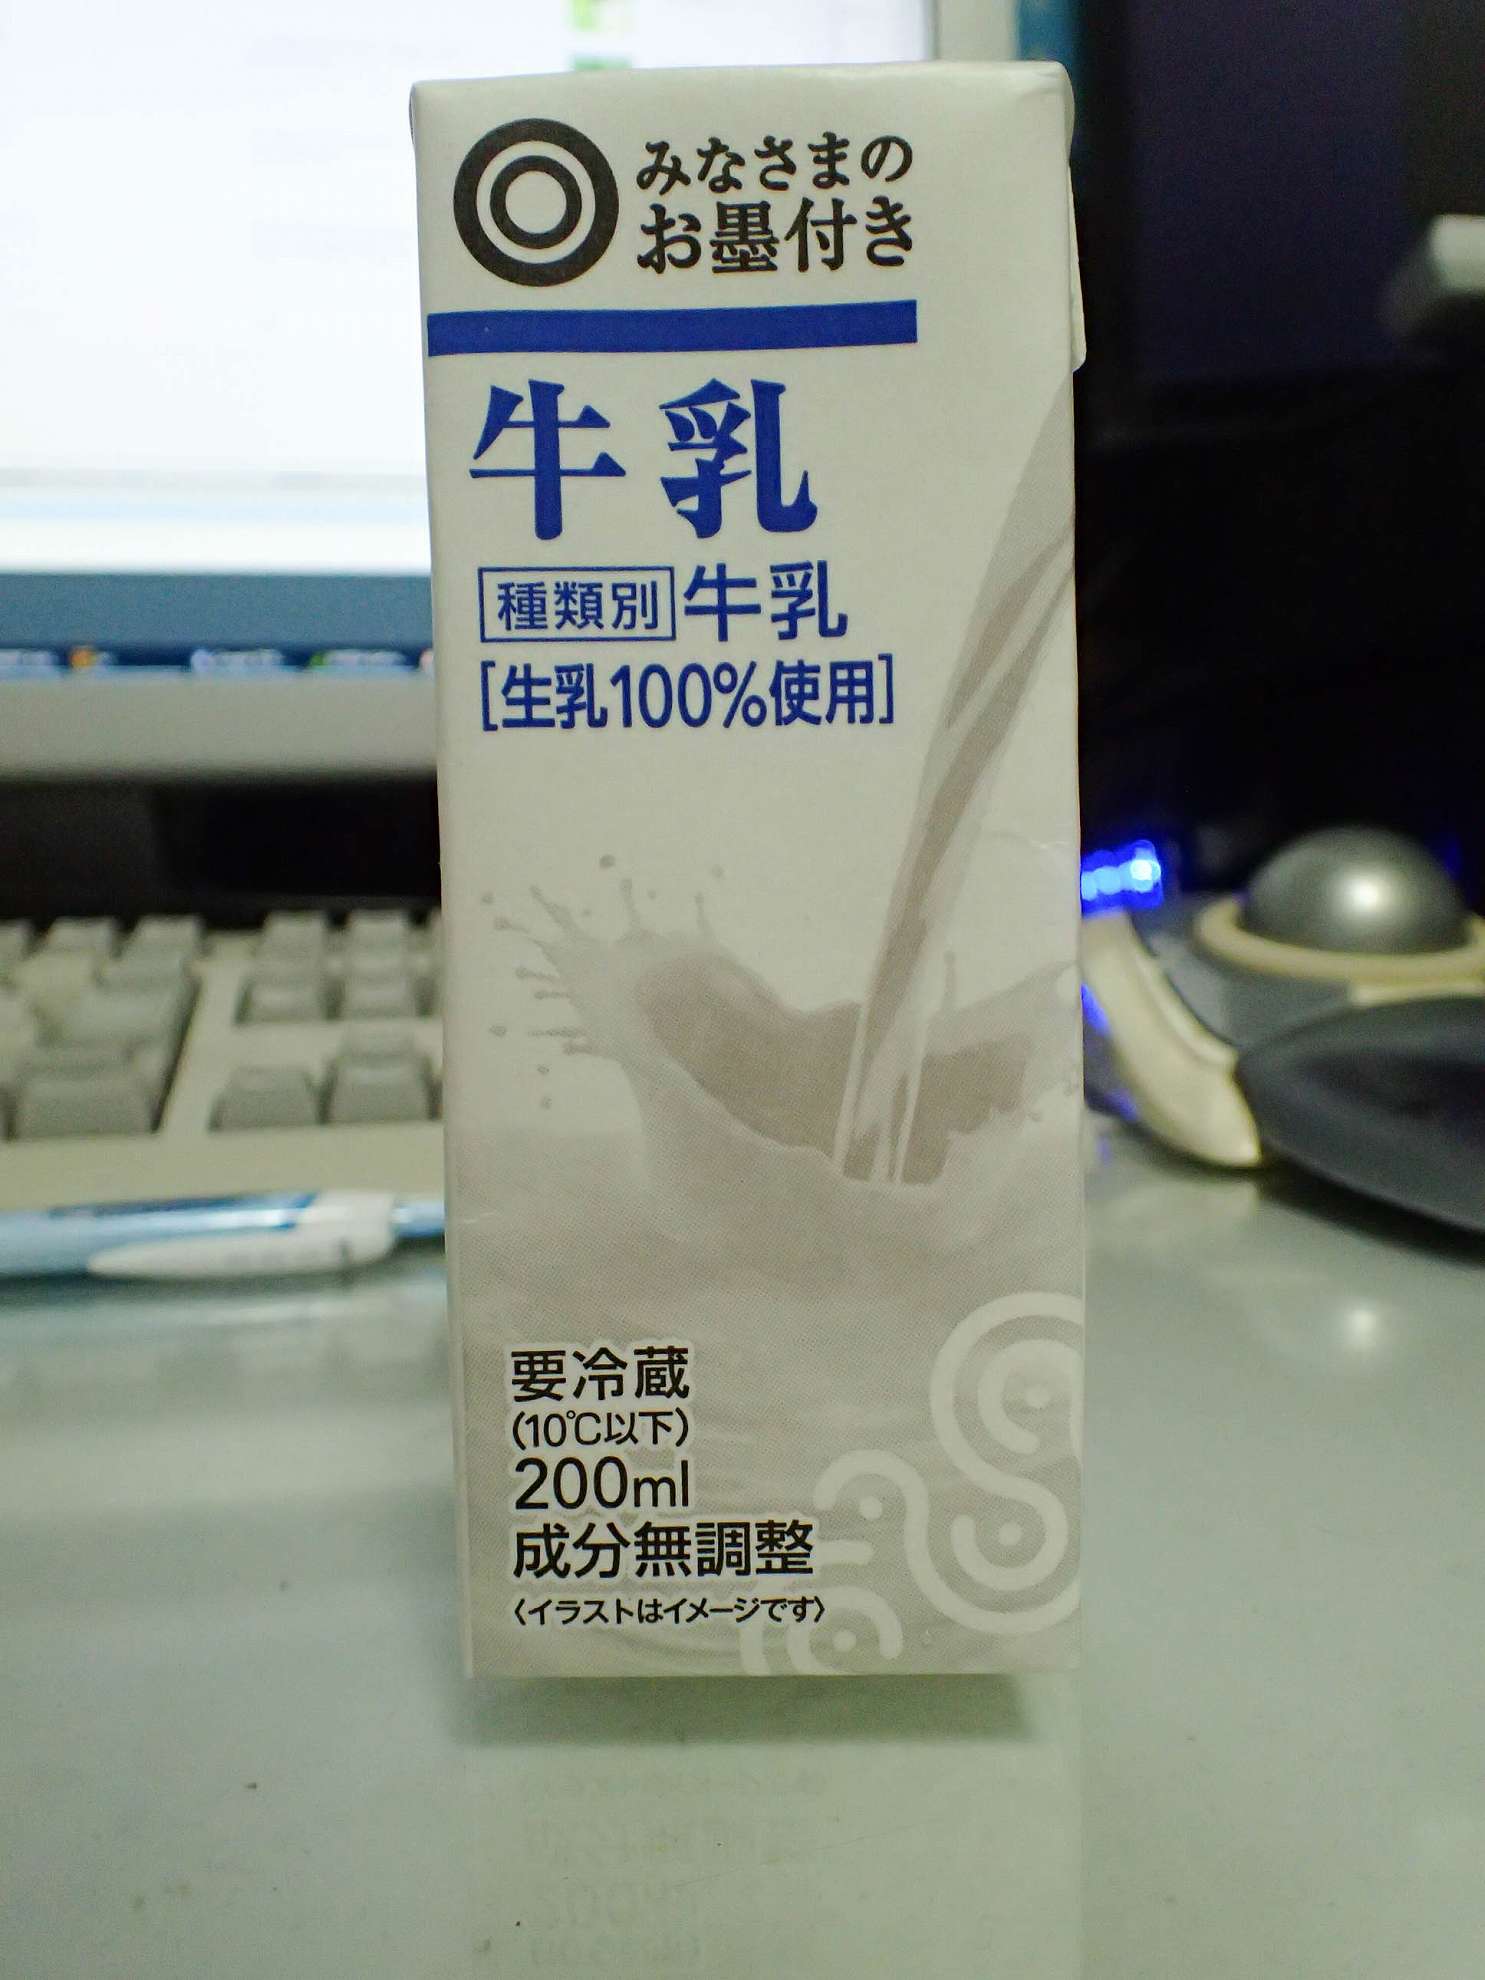 みなさまの
お墨付き
牛乳
種類別 牛乳
[生乳100%使用]
要冷蔵
(10℃以下)
200ml
成分無調整
〈イラストはイメージです〉